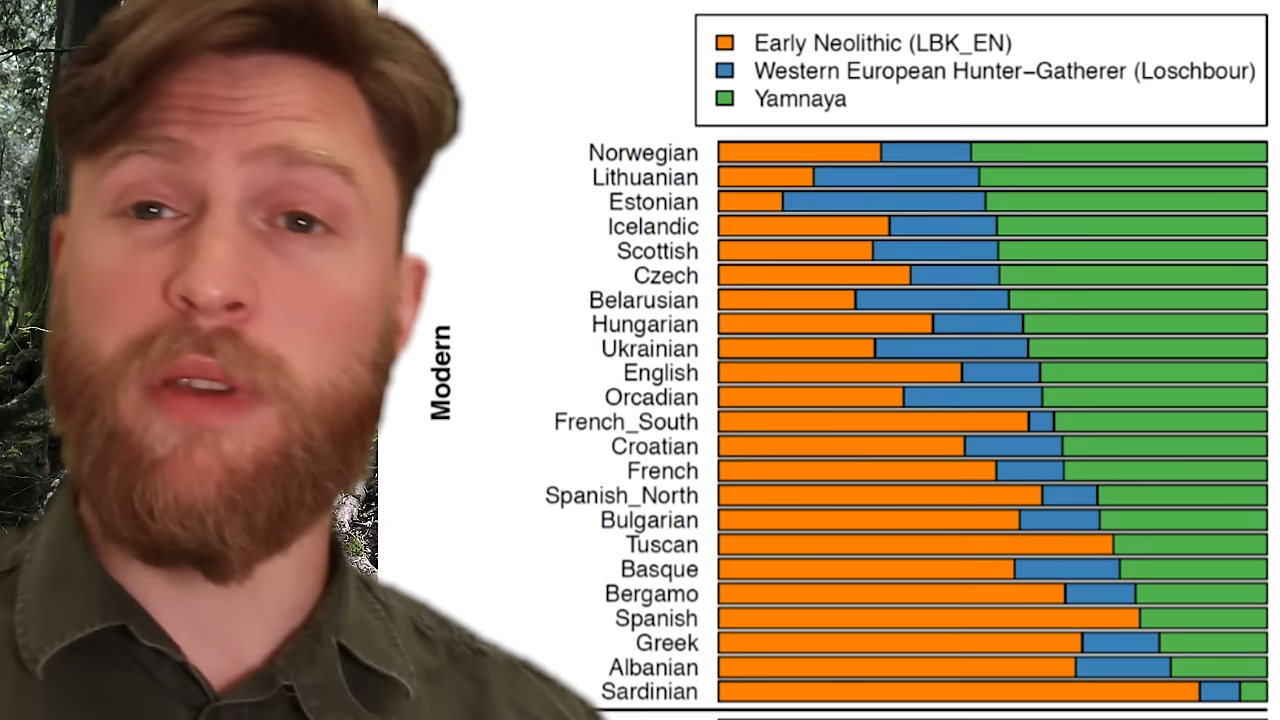 Early Neolithic (LBK_EN)
Western European Hunter–Gatherer (Loschbour)
Yamnaya
Modern
Norwegian
Lithuanian
Estonian
Icelandic
Scottish
Czech
Belarusian
Hungarian
Ukrainian
English
Orcadian
French_South
Croatian
French
Spanish_North
Bulgarian
Tuscan
Basque
Bergamo
Spanish
Greek
Albanian
Sardinian